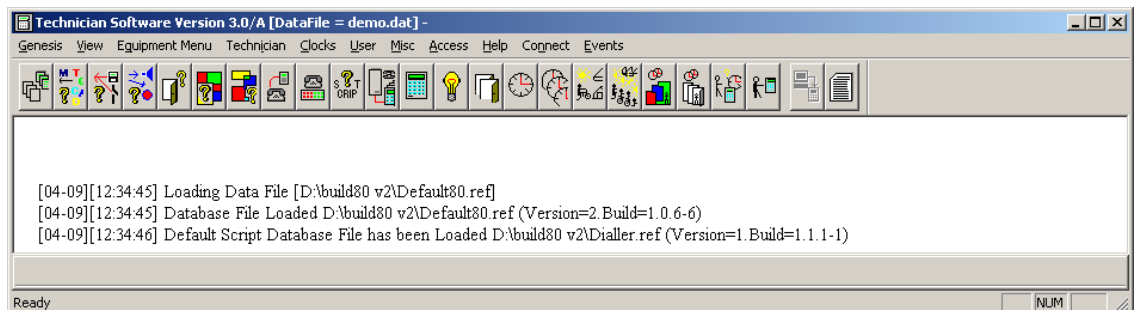 Technician Software Version 3.0/A [DataFile = demo.dat] -
Genesis View Equipment Menu Technician Clocks User Misc Access Help Connect Events
M T C D
S ? T
CRIP
[04-09][12:34:45] Loading Data File [D:\build80 v2\Default80.ref]
[04-09][12:34:45] Database File Loaded D:\build80 v2\Default80.ref (Version=2.Build=1.0.6-6)
[04-09][12:34:46] Default Script Database File has been Loaded D:\build80 v2\Dialler.ref (Version=1.Build=1.1.1-1)
Ready NUM